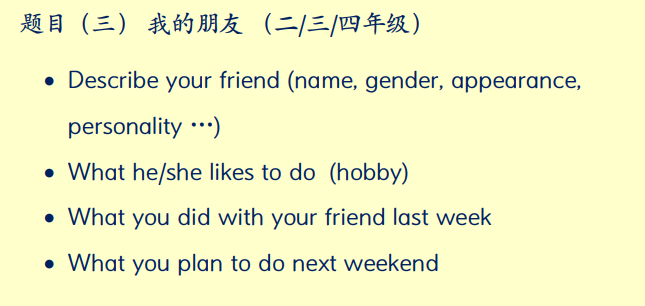 题目（三） 我的朋友 （二/三/四年级）
• Describe your friend (name, gender, appearance,
personality ⋯)
• What he/she likes to do (hobby)
• What you did with your friend last week
• What you plan to do next weekend